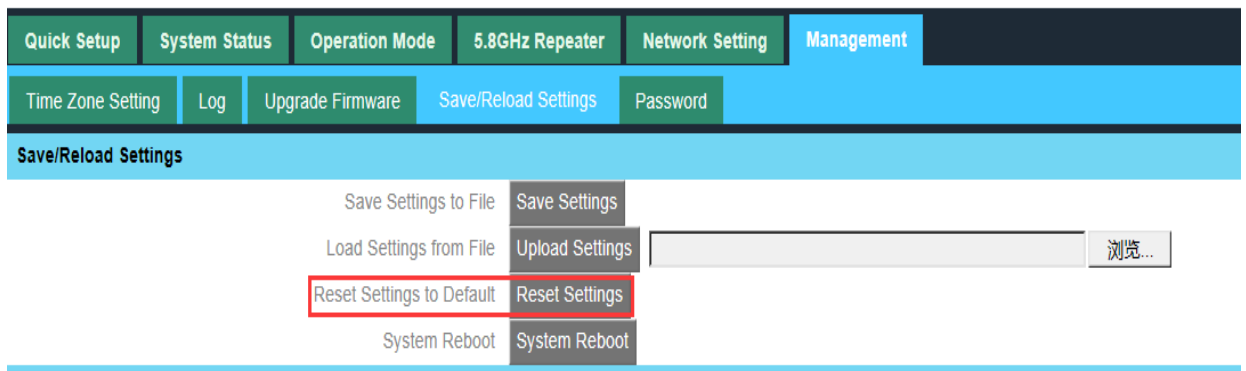 Quick Setup System Status Operation Mode 5.8GHz Repeater Network Setting Management
Time Zone Setting Log Upgrade Firmware Save/Reload Settings Password
Save/Reload Settings
Save Settings to File Save Settings
Load Settings from File Upload Settings 浏览...
Reset Settings to Default Reset Settings
System Reboot System Reboot